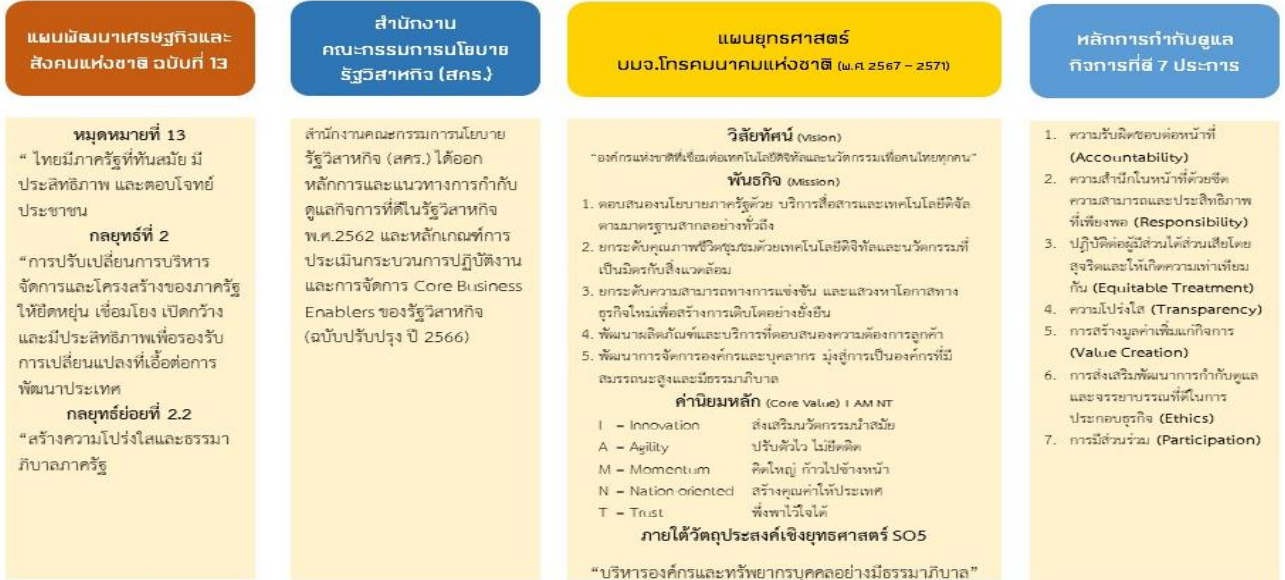 แผนพัฒนาเศรษฐกิจและ
สังคมแห่งชาติ ฉบับที่ 13
หมุดหมายที่ 13
“ ไทยมีภาครัฐที่ทันสมัย มี
ประสิทธิภาพ และตอบโจทย์
ประชาชน
กลยุทธ์ที่ 2
“การปรับเปลี่ยนการบริหาร
จัดการและโครงสร้างของภาครัฐ
ให้ยืดหยุ่น เชื่อมโยง เปิดกว้าง
และมีประสิทธิภาพเพื่อรองรับ
การเปลี่ยนแปลงที่เอื้อต่อการ
พัฒนาประเทศ
กลยุทธ์ย่อยที่ 2.2
“สร้างความโปร่งใสและธรรมา
ภิบาลภาครัฐ
สำนักงาน
คณะกรรมการนโยบาย
รัฐวิสาหกิจ (สคร.)
สำนักงานคณะกรรมการนโยบาย
รัฐวิสาหกิจ (สคร.) ได้ออก
หลักการและแนวทางการกำกับ
ดูแลกิจการที่ดีในรัฐวิสาหกิจ
พ.ศ.2562 และหลักเกณฑ์การ
ประเมินกระบวนการปฏิบัติงาน
และการจัดการ Core Business
Enablers ของรัฐวิสาหกิจ
(ฉบับปรับปรุง ปี 2566)
แผนยุทธศาสตร์
บมจ.โทรคมนาคมแห่งชาติ (พ.ศ. 2567 – 2571)
วิสัยทัศน์ (Vision)
“องค์กรแห่งชาติที่เชื่อมต่อเทคโนโลยีดิจิทัลและนวัตกรรมเพื่อคนไทยทุกคน”
พันธกิจ (Mission)
1. ตอบสนองนโยบายภาครัฐด้วย บริการสื่อสารและเทคโนโลยีดิจัล
ตามมาตรฐานสากลอย่างทั่วถึง
2. ยกระดับคุณภาพชีวิตชุมชมด้วยเทคโนโลยีดิจิทัลและนวัตกรรมที่
เป็นมิตรกับสิ่งแวดล้อม
3. ยกระดับความสามารถทางการแข่งขัน และแสวงหาโอกาสทาง
ธุรกิจใหม่เพื่อสร้างการเติบโตอย่างยั่งยืน
4. พัฒนาผลิตภัณฑ์และบริการที่ตอบสนองความต้องการลูกค้า
5. พัฒนาการจัดการองค์กรและบุคลากร มุ่งสู่การเป็นองค์กรที่มี
สมรรถนะสูงและมีธรรมาภิบาล
ค่านิยมหลัก (Core Value) I AM NT
I – Innovation ส่งเสริมนวัตกรรมนำสมัย
A – Agility ปรับตัวไว ไม่ยึดติด
M – Momentum คิดใหญ่ ก้าวไปข้างหน้า
N – Nation oriented สร้างคุณค่าให้ประเทศ
T – Trust พึ่งพาไว้ใจได้
ภายใต้วัตถุประสงค์เชิงยุทธศาสตร์ SO5
“บริหารองค์กรและทรัพยากรบุคคลอย่างมีธรรมาภิบาล”
หลักการกำกับดูแล
กิจการที่ดี 7 ประการ
1. ความรับผิดชอบต่อหน้าที่
(Accountability)
2. ความสำนึกในหน้าที่ด้วยขีด
ความสามารถและประสิทธิภาพ
ที่เพียงพอ (Responsibility)
3. ปฏิบัติต่อผู้มีส่วนได้ส่วนเสียโดย
สุจริตและให้เกิดความเท่าเทียม
กัน (Equitable Treatment)
4. ความโปร่งใส (Transparency)
5. การสร้างมูลค่าเพิ่มแก่กิจการ
(Value Creation)
6. การส่งเสริมพัฒนาการกำกับดูแล
และจรรยาบรรณที่ดีในการ
ประกอบธุรกิจ (Ethics)
7. การมีส่วนร่วม (Participation)